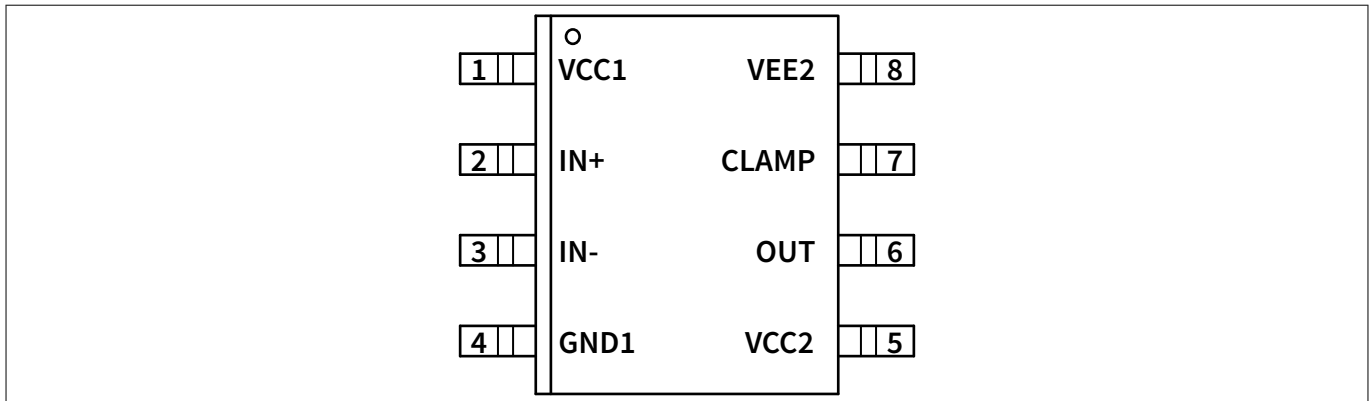 1 VCC1 VEE2 8
2 IN+ CLAMP 7
3 IN- OUT 6
4 GND1 VCC2 5